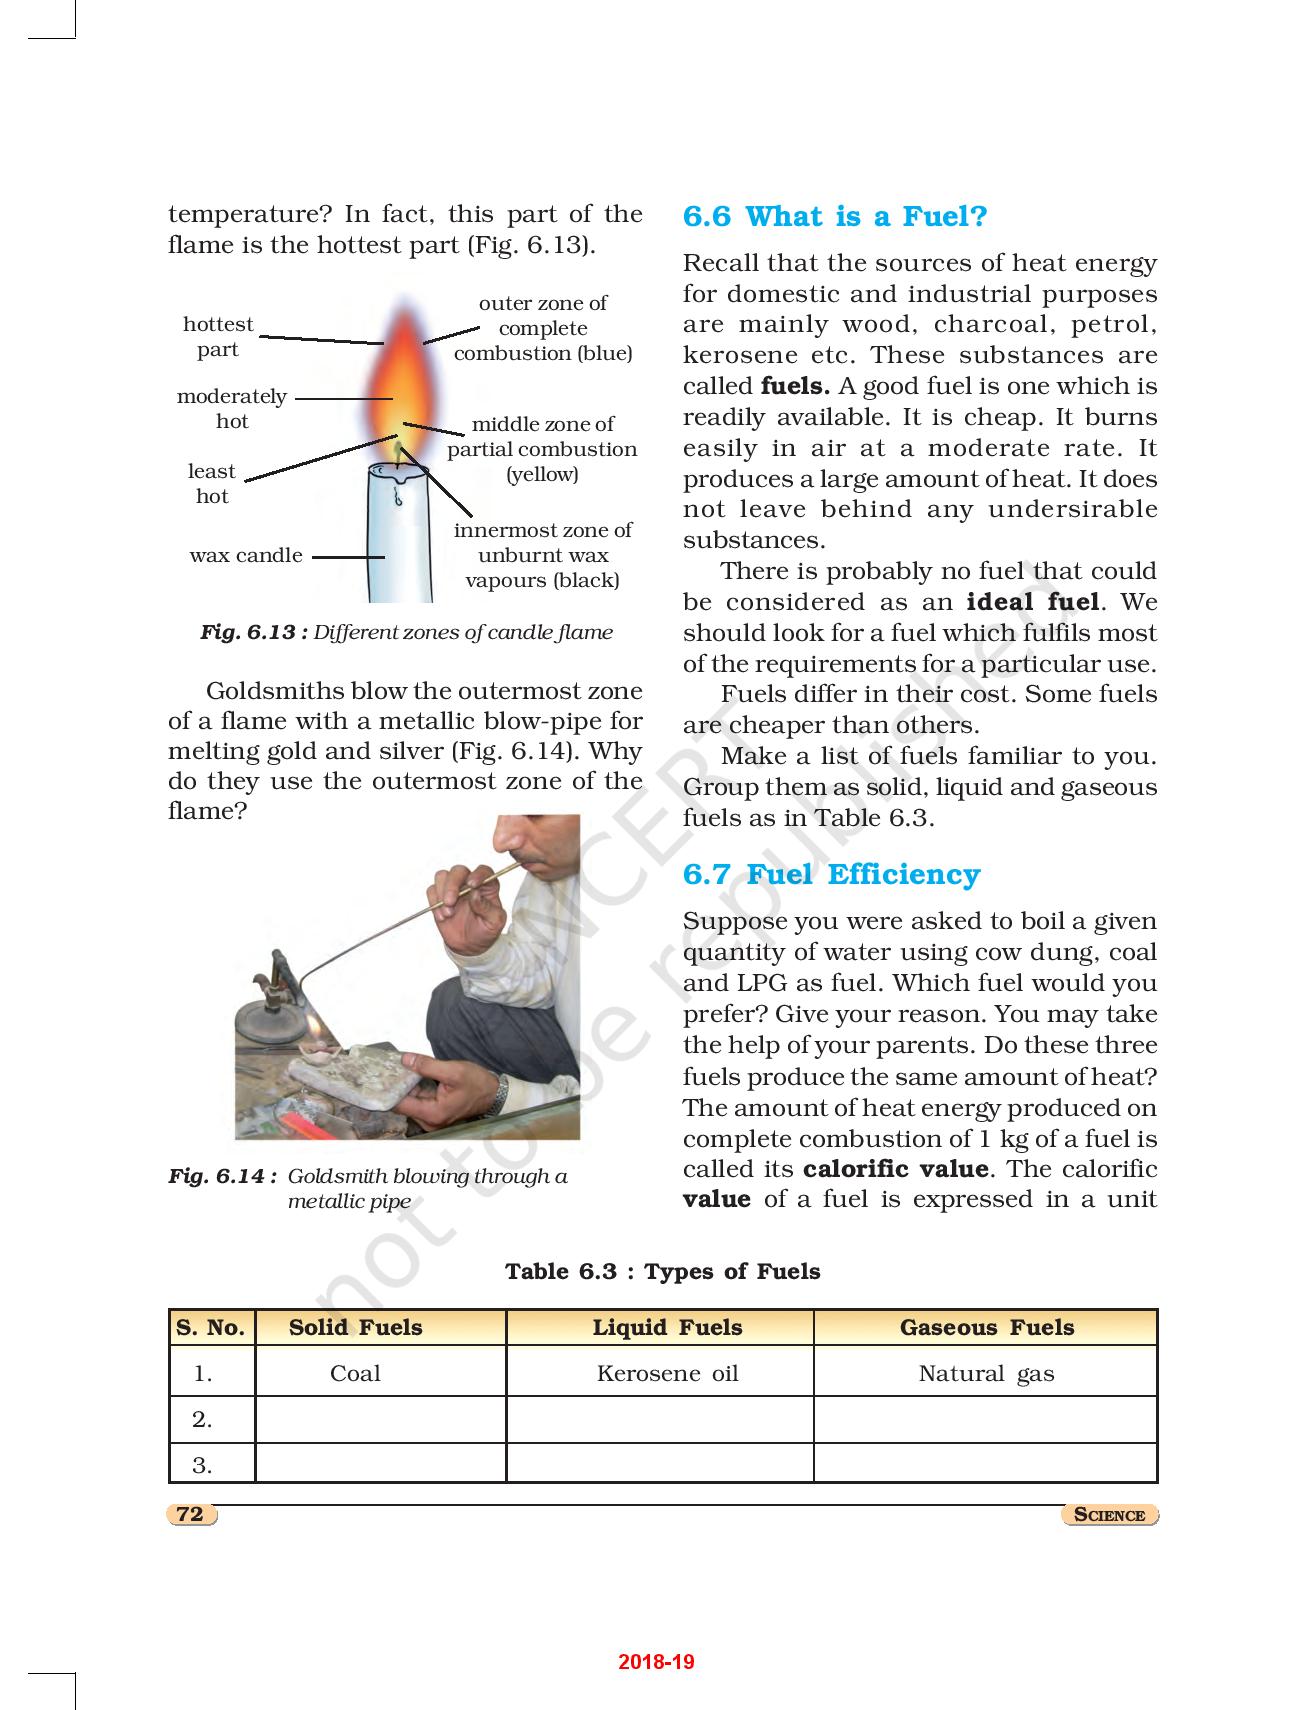 temperature? In fact, this part of the
flame is the hottest part (Fig. 6.13).
hottest
part
moderately
hot
least
hot
wax candle
outer zone of
complete
combustion (blue)
middle zone of
partial combustion
(yellow)
innermost zone of
unburnt wax
vapours (black)
Fig. 6.13 : Different zones of candle flame
Goldsmiths blow the outermost zone
of a flame with a metallic blow-pipe for
melting gold and silver (Fig. 6.14). Why
do they use the outermost zone of the
flame?
Fig. 6.14 : Goldsmith blowing through a
metallic pipe
6.6 What is a Fuel?
Recall that the sources of heat energy
for domestic and industrial purposes
are mainly wood, charcoal, petrol,
kerosene etc. These substances are
called fuels. A good fuel is one which is
readily available. It is cheap. It burns
easily in air at a moderate rate. It
produces a large amount of heat. It does
not leave behind any undersirable
substances.
There is probably no fuel that could
be considered as an ideal fuel. We
should look for a fuel which fulfils most
of the requirements for a particular use.
Fuels differ in their cost. Some fuels
are cheaper than others.
Make a list of fuels familiar to you.
Group them as solid, liquid and gaseous
fuels as in Table 6.3.
6.7 Fuel Efficiency
Suppose you were asked to boil a given
quantity of water using cow dung, coal
and LPG as fuel. Which fuel would you
prefer? Give your reason. You may take
the help of your parents. Do these three
fuels produce the same amount of heat?
The amount of heat energy produced on
complete combustion of 1 kg of a fuel is
called its calorific value. The calorific
value of a fuel is expressed in a unit
Table 6.3 : Types of Fuels
S. No. Solid Fuels Liquid Fuels Gaseous Fuels
1. Coal Kerosene oil Natural gas
2.
3.
72
SCIENCE
2018-19
NCERT
not to be republished